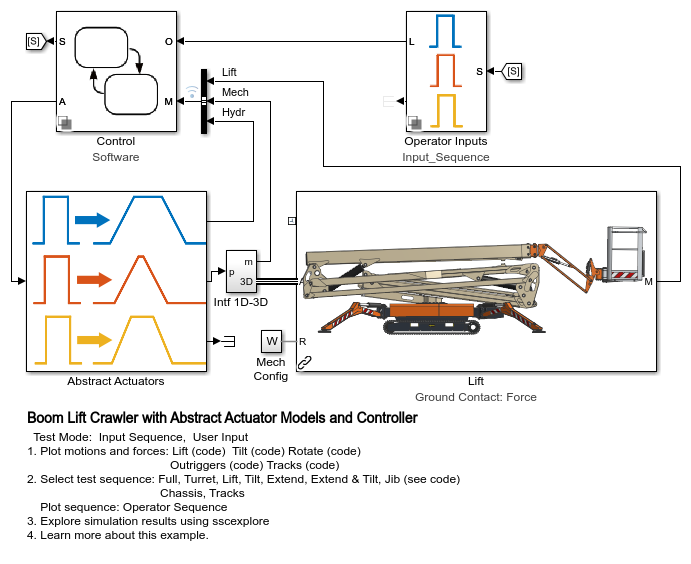 [S]
S
O
A
M
Control
Software
Lift
Mech
Hydr
L
S
[S]
Operator Inputs
Input_Sequence
Abstract Actuators
m
p
3D
Intf 1D-3D
W
Mech
Config
A
R
M
Lift
Ground Contact: Force
Boom Lift Crawler with Abstract Actuator Models and Controller
Test Mode: Input Sequence, User Input
1. Plot motions and forces: Lift (code) Tilt (code) Rotate (code)
Outriggers (code) Tracks (code)
2. Select test sequence: Full, Turret, Lift, Tilt, Extend, Extend & Tilt, Jib (see code)
Chassis, Tracks
Plot sequence: Operator Sequence
3. Explore simulation results using sscexplore
4. Learn more about this example.